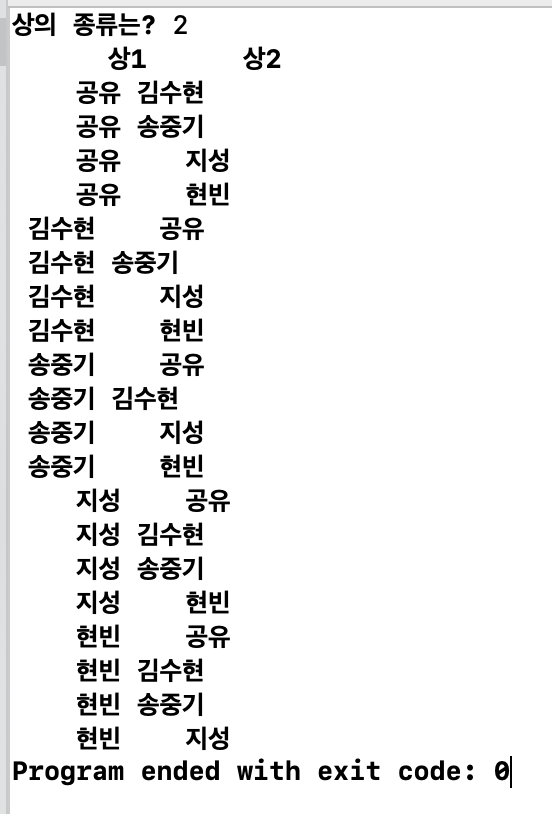 상의 종류는? 2
상1 상2
공유 김수현
공유 송중기
공유 지성
공유 현빈
김수현 공유
김수현 송중기
김수현 지성
김수현 현빈
송중기 공유
송중기 김수현
송중기 지성
송중기 현빈
지성 공유
지성 김수현
지성 송중기
지성 현빈
현빈 공유
현빈 김수현
현빈 송중기
현빈 지성
Program ended with exit code: 0